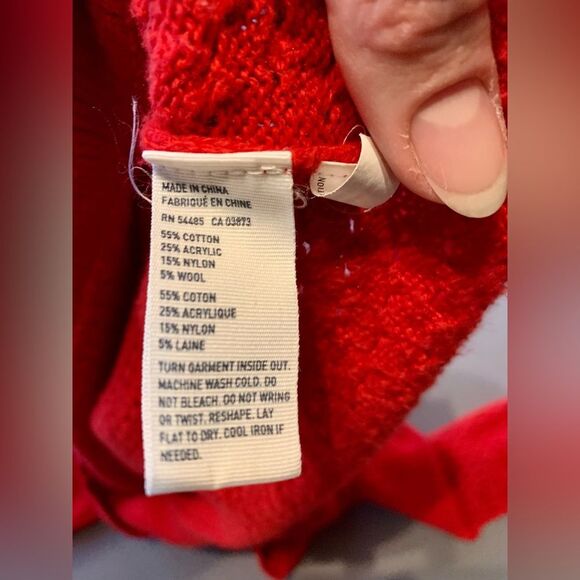 MADE IN CHINA
FABRIQUÉ EN CHINE
RN 54485 CA 03873
55% COTTON
25% ACRYLIC
15% NYLON
5% WOOL
55% COTON
25% ACRYLIQUE
15% NYLON
5% LAINE
TURN GARMENT INSIDE OUT.
MACHINE WASH COLD. DO
NOT BLEACH. DO NOT WRING
OR TWIST. RESHAPE. LAY
FLAT TO DRY. COOL IRON IF
NEEDED.